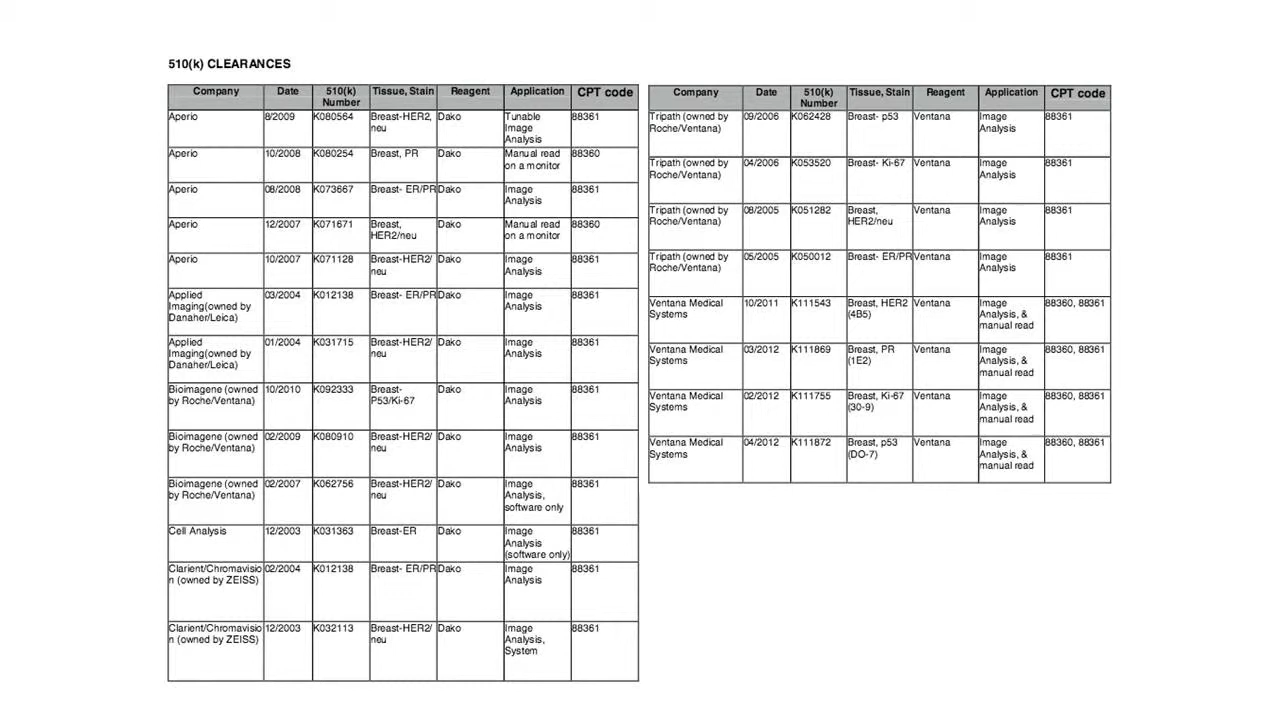 510(k) CLEARANCES
Company Date 510(k) Number Tissue, Stain Reagent Application CPT code
Aperio 8/2009 K080564 Breast-HER2, neu Dako Tunable Image Analysis 88361
Aperio 10/2008 K080254 Breast, PR Dako Manual read on a monitor 88360
Aperio 08/2008 K073667 Breast- ER/PR Dako Image Analysis 88361
Aperio 12/2007 K071671 Breast, HER2/neu Dako Manual read on a monitor 88360
Aperio 10/2007 K071128 Breast-HER2/ neu Dako Image Analysis 88361
Applied Imaging(owned by Danaher/Leica) 03/2004 K012138 Breast- ER/PR Dako Image Analysis 88361
Applied Imaging(owned by Danaher/Leica) 01/2004 K031715 Breast-HER2/ neu Dako Image Analysis 88361
Bioimagene (owned by Roche/Ventana) 10/2010 K092333 Breast- P53/Ki-67 Dako Image Analysis 88361
Bioimagene (owned by Roche/Ventana) 02/2009 K080910 Breast-HER2/ neu Dako Image Analysis 88361
Bioimagene (owned by Roche/Ventana) 02/2007 K062756 Breast-HER2/ neu Dako Image Analysis, software only 88361
Cell Analysis 12/2003 K031363 Breast-ER Dako Image Analysis (software only) 88361
Clarient/Chromavisio n (owned by ZEISS) 02/2004 K012138 Breast- ER/PR Dako Image Analysis 88361
Clarient/Chromavisio n (owned by ZEISS) 12/2003 K032113 Breast-HER2/ neu Dako Image Analysis, System 88361
Company Date 510(k) Number Tissue, Stain Reagent Application CPT code
Tripath (owned by Roche/Ventana) 09/2006 K062428 Breast- p53 Ventana Image Analysis 88361
Tripath (owned by Roche/Ventana) 04/2006 K053520 Breast- Ki-67 Ventana Image Analysis 88361
Tripath (owned by Roche/Ventana) 08/2005 K051282 Breast, HER2/neu Ventana Image Analysis 88361
Tripath (owned by Roche/Ventana) 05/2005 K050012 Breast- ER/PR Ventana Image Analysis 88361
Ventana Medical Systems 10/2011 K111543 Breast, HER2 (4B5) Ventana Image Analysis, & manual read 88360, 88361
Ventana Medical Systems 03/2012 K111869 Breast, PR (1E2) Ventana Image Analysis, & manual read 88360, 88361
Ventana Medical Systems 02/2012 K111755 Breast, Ki-67 (30-9) Ventana Image Analysis, & manual read 88360, 88361
Ventana Medical Systems 04/2012 K111872 Breast, p53 (DO-7) Ventana Image Analysis, & manual read 88360, 88361